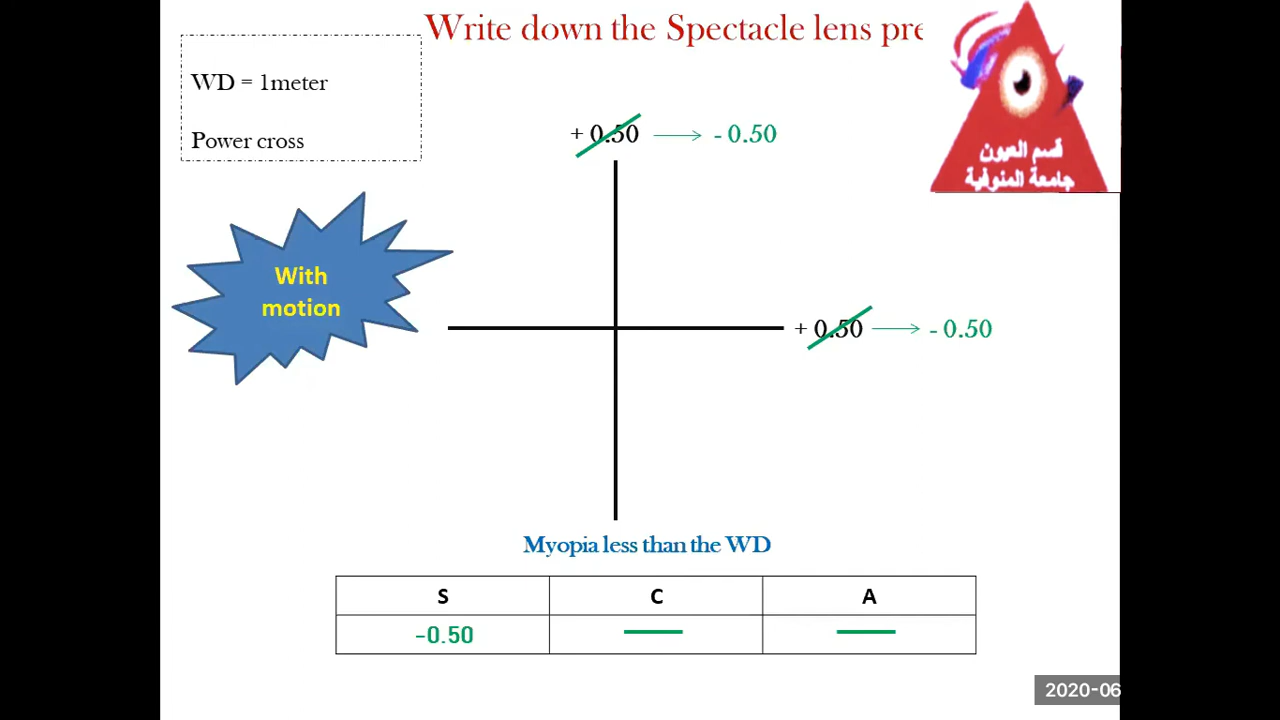 Write down the Spectacle lens pre
WD = 1meter
Power cross
+ 0.50 → - 0.50
قسم العيون
جامعة المنوفية
With
motion
+ 0.50 → - 0.50
Myopia less than the WD
S C A
-0.50 — —
2020-06